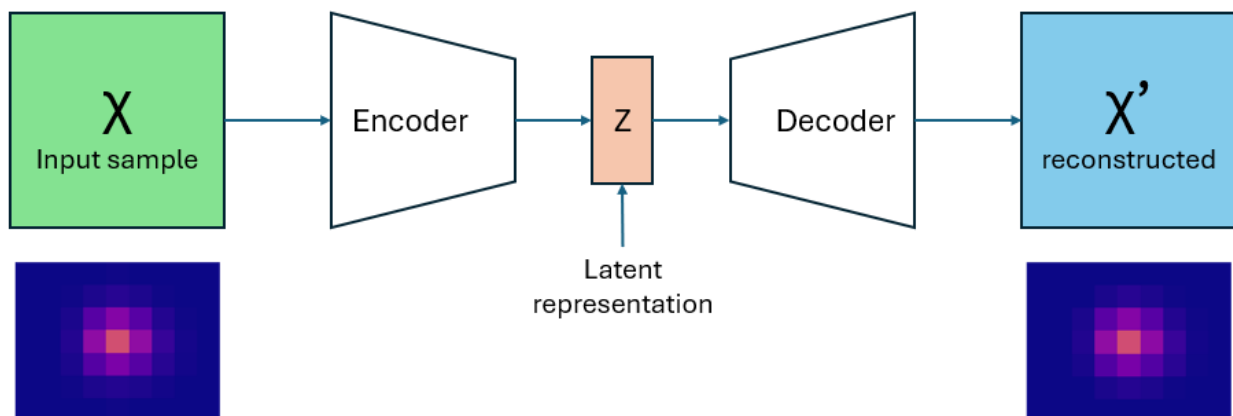 χ
Input sample
Encoder
Z
Decoder
χ’
reconstructed
Latent
representation